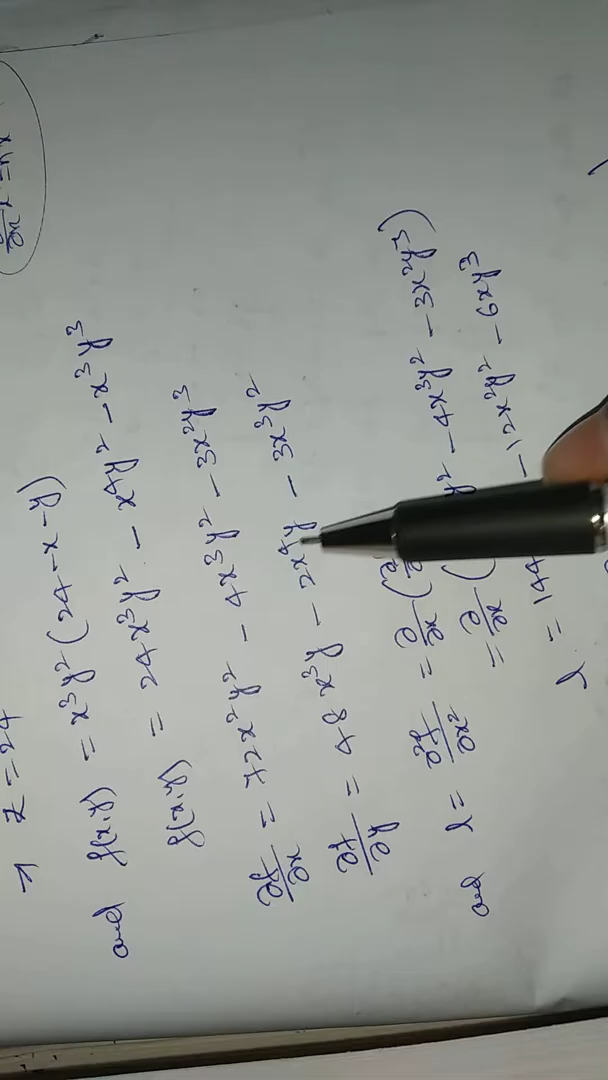 → z = 24
and f(x,y) = x³y²(24-x-y)
f(x,y) = 24x³y² - x⁴y² - x³y³
∂f/∂x = 72x²y² - 4x³y² - 3x²y³
∂f/∂y = 48x³y - 2x⁴y - 3x³y²
and λ = ∂²f/∂x² = ∂/∂x ( y² - 4x³y² - 3x²y³)
λ = 144 - 12x²y² - 6xy³